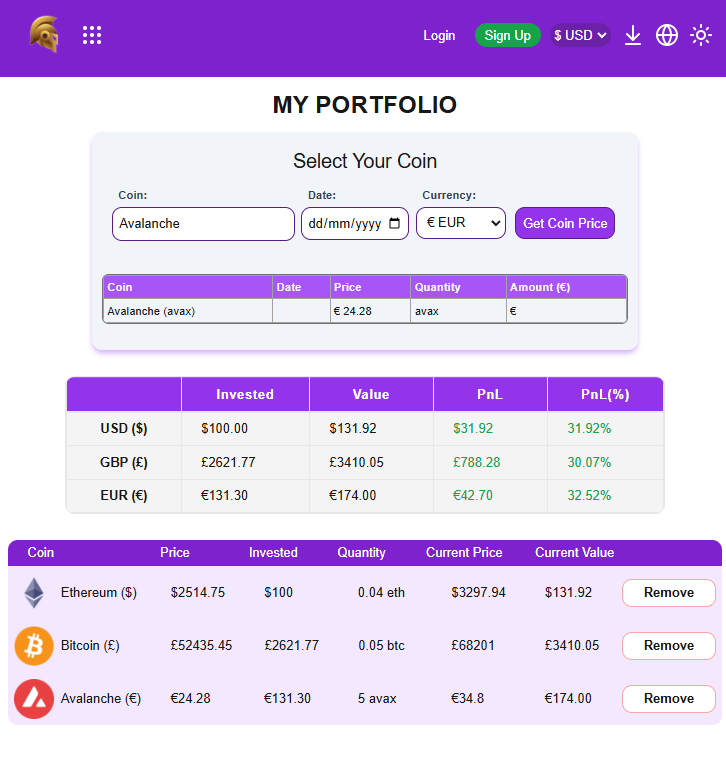 Login Sign Up $ USD
MY PORTFOLIO
Select Your Coin
Coin: Date: Currency:
Avalanche dd/mm/yyyy € EUR Get Coin Price
Coin Date Price Quantity Amount (€)
Avalanche (avax) € 24.28 avax €
Invested Value PnL PnL(%)
USD ($) $100.00 $131.92 $31.92 31.92%
GBP (£) £2621.77 £3410.05 £788.28 30.07%
EUR (€) €131.30 €174.00 €42.70 32.52%
Coin Price Invested Quantity Current Price Current Value
Ethereum ($) $2514.75 $100 0.04 eth $3297.94 $131.92 Remove
Bitcoin (£) £52435.45 £2621.77 0.05 btc £68201 £3410.05 Remove
Avalanche (€) €24.28 €131.30 5 avax €34.8 €174.00 Remove